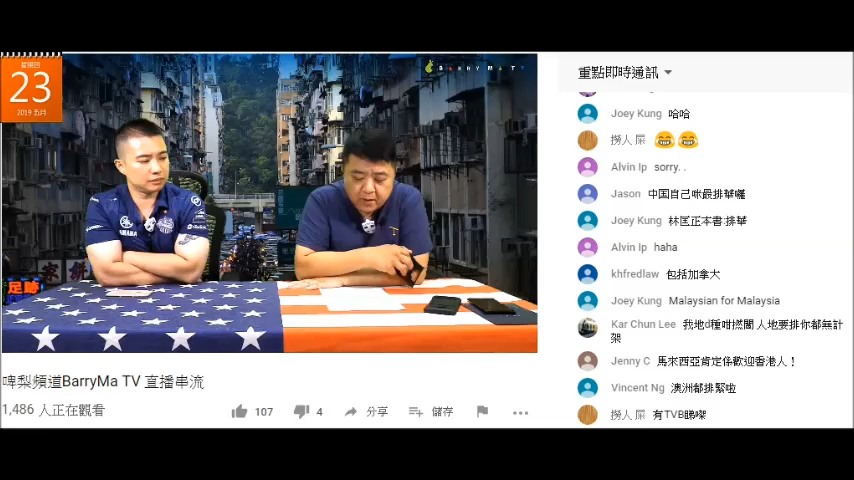 星期四
23
2019 五月
BARRY MA TV
YAMAHA
足跡
啤梨頻道BarryMa TV 直播串流
1,486 人正在觀看
107
4
分享
儲存
重點即時通訊
Joey Kung 哈哈
撈人屎 😂😂
Alvin Ip sorry. .
Jason 中国自己咪最排華囉
Joey Kung 林匡正本書:排華
Alvin Ip haha
khfredlaw 包括加拿大
Joey Kung Malaysian for Malaysia
Kar Chun Lee 我地d種咁撚閪 人地要排你都無計
架
Jenny C 馬來西亞肯定係歡迎香港人！
Vincent Ng 澳洲都排緊啦
撈人屎 有TVB睇㗎